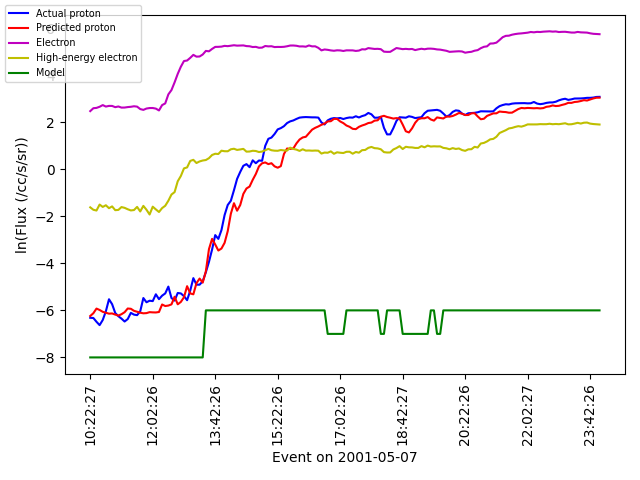 Actual proton
Predicted proton
Electron
High-energy electron
Model
2
0
−2
−4
−6
−8
ln(Flux (/cc/s/sr))
10:22:27
12:02:26
13:42:26
15:22:26
17:02:26
18:42:27
20:22:26
22:02:27
23:42:26
Event on 2001-05-07